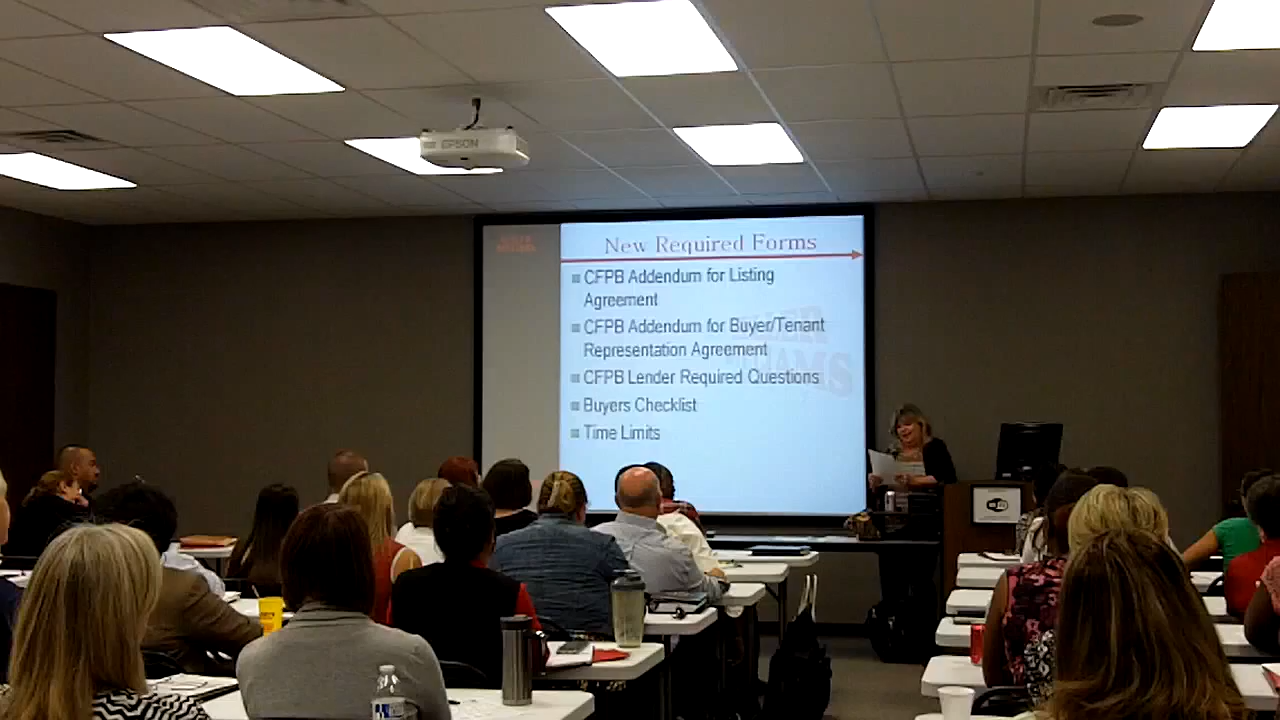 EPSON
New Required Forms
CFPB Addendum for Listing
Agreement
CFPB Addendum for Buyer/Tenant
Representation Agreement
CFPB Lender Required Questions
Buyers Checklist
Time Limits